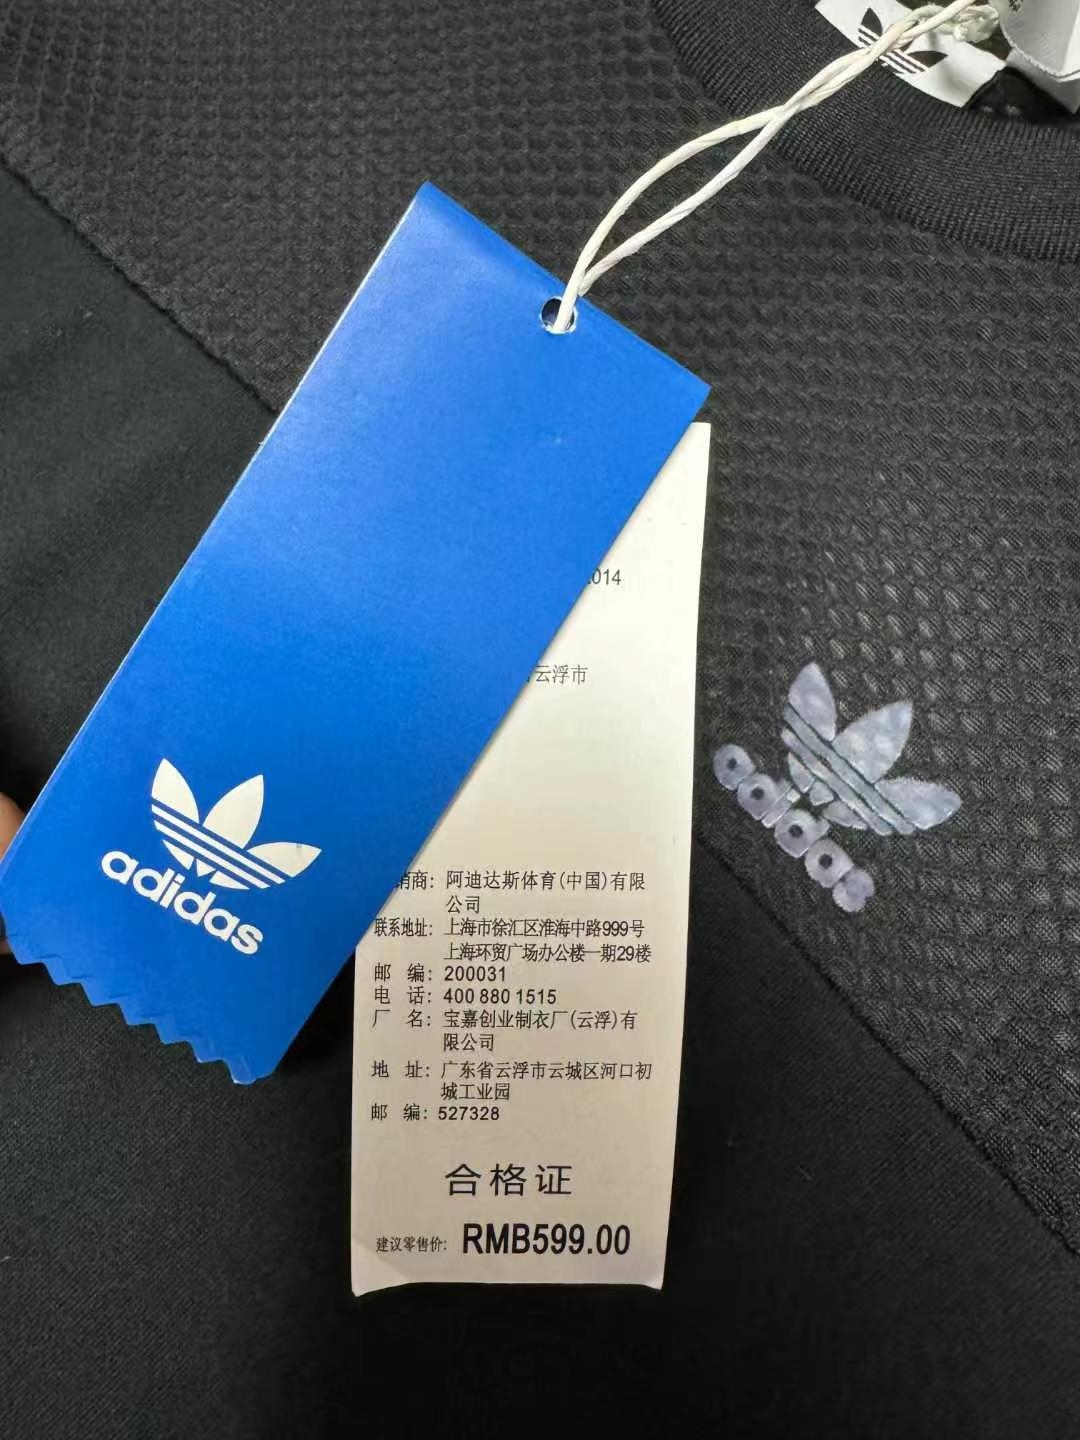 .014
云浮市
adidas
销商: 阿迪达斯体育(中国)有限
公司
联系地址: 上海市徐汇区淮海中路999号
上海环贸广场办公楼一期29楼
邮 编: 200031
电 话: 400 880 1515
厂 名: 宝嘉创业制衣厂(云浮)有
限公司
地 址: 广东省云浮市云城区河口初
城工业园
邮 编: 527328
合格证
建议零售价: RMB599.00